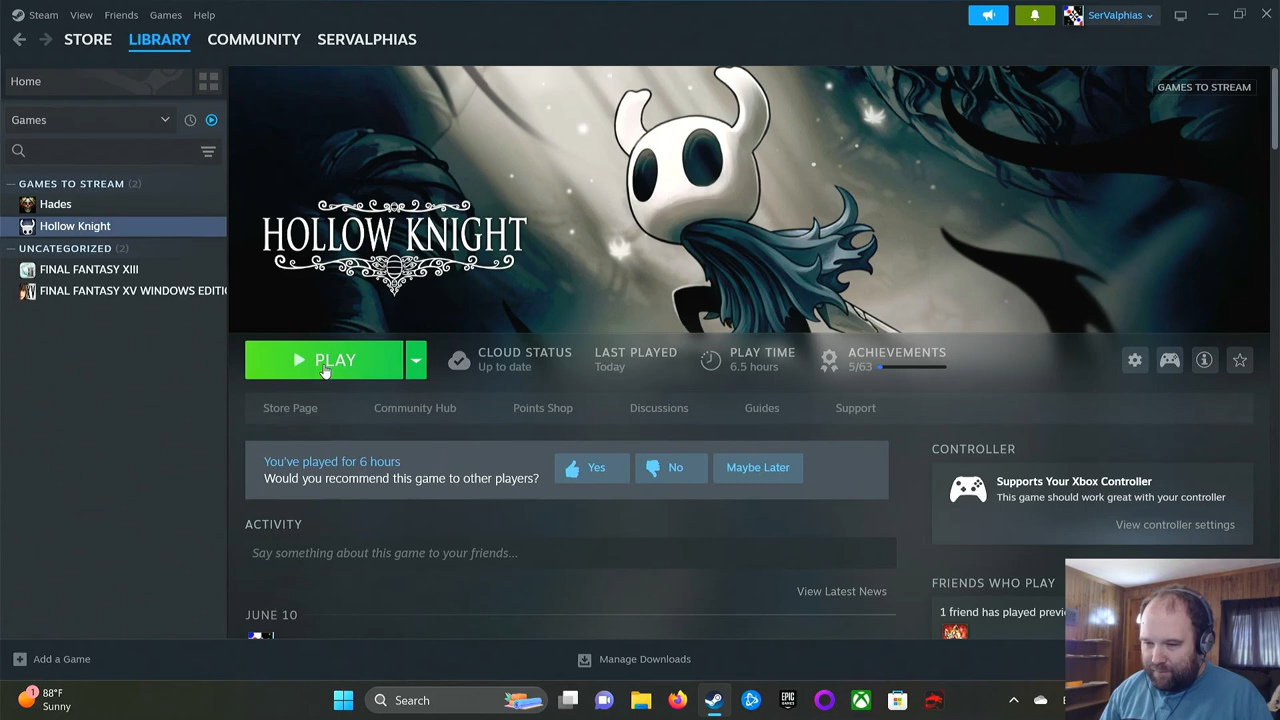 Steam View Friends Games Help
SerValphias
STORE LIBRARY COMMUNITY SERVALPHIAS
Home
GAMES TO STREAM
Games
GAMES TO STREAM (2)
Hades
Hollow Knight
UNCATEGORIZED (2)
FINAL FANTASY XIII
FINAL FANTASY XV WINDOWS EDITI
HOLLOW KNIGHT
PLAY
CLOUD STATUS
Up to date
LAST PLAYED
Today
PLAY TIME
6.5 hours
ACHIEVEMENTS
5/63
Store Page Community Hub Points Shop Discussions Guides Support
You've played for 6 hours
Would you recommend this game to other players?
Yes No Maybe Later
CONTROLLER
Supports Your Xbox Controller
This game should work great with your controller
View controller settings
ACTIVITY
Say something about this game to your friends...
View Latest News
JUNE 10
FRIENDS WHO PLAY
1 friend has played previ
Add a Game
Manage Downloads
1
88°F
Sunny
Search
EPIC GAMES